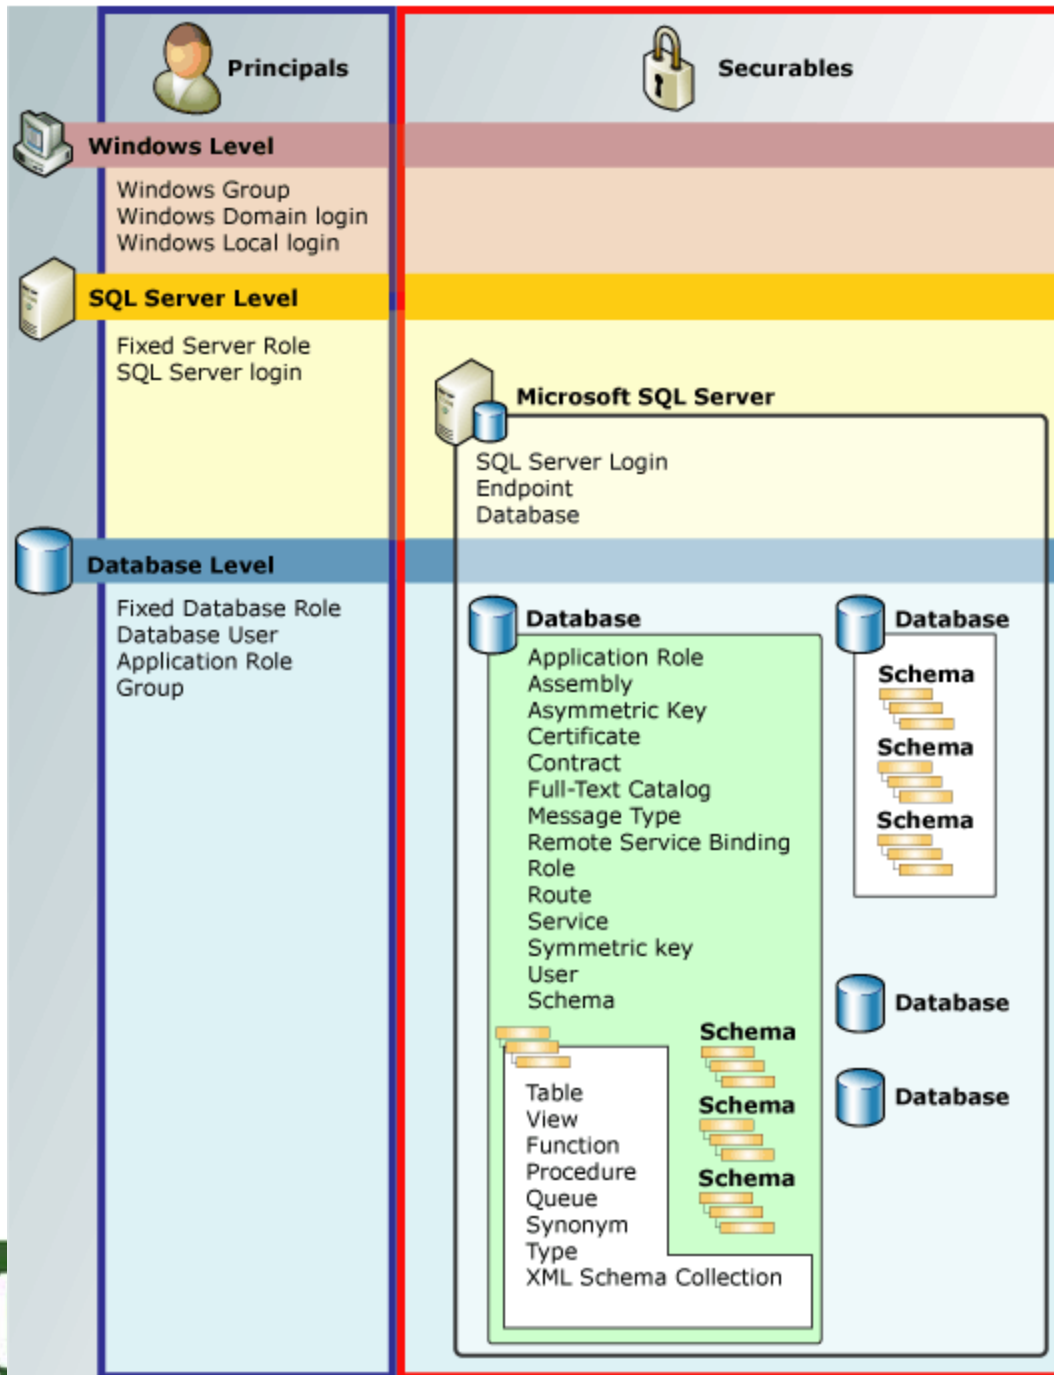 Principals
Securables
Windows Level
Windows Group
Windows Domain login
Windows Local login
SQL Server Level
Fixed Server Role
SQL Server login
Microsoft SQL Server
SQL Server Login
Endpoint
Database
Database Level
Fixed Database Role
Database User
Application Role
Group
Database
Application Role
Assembly
Asymmetric Key
Certificate
Contract
Full-Text Catalog
Message Type
Remote Service Binding
Role
Route
Service
Symmetric key
User
Schema
Table
View
Function
Procedure
Queue
Synonym
Type
XML Schema Collection
Schema
Schema
Schema
Database
Schema
Schema
Schema
Database
Database